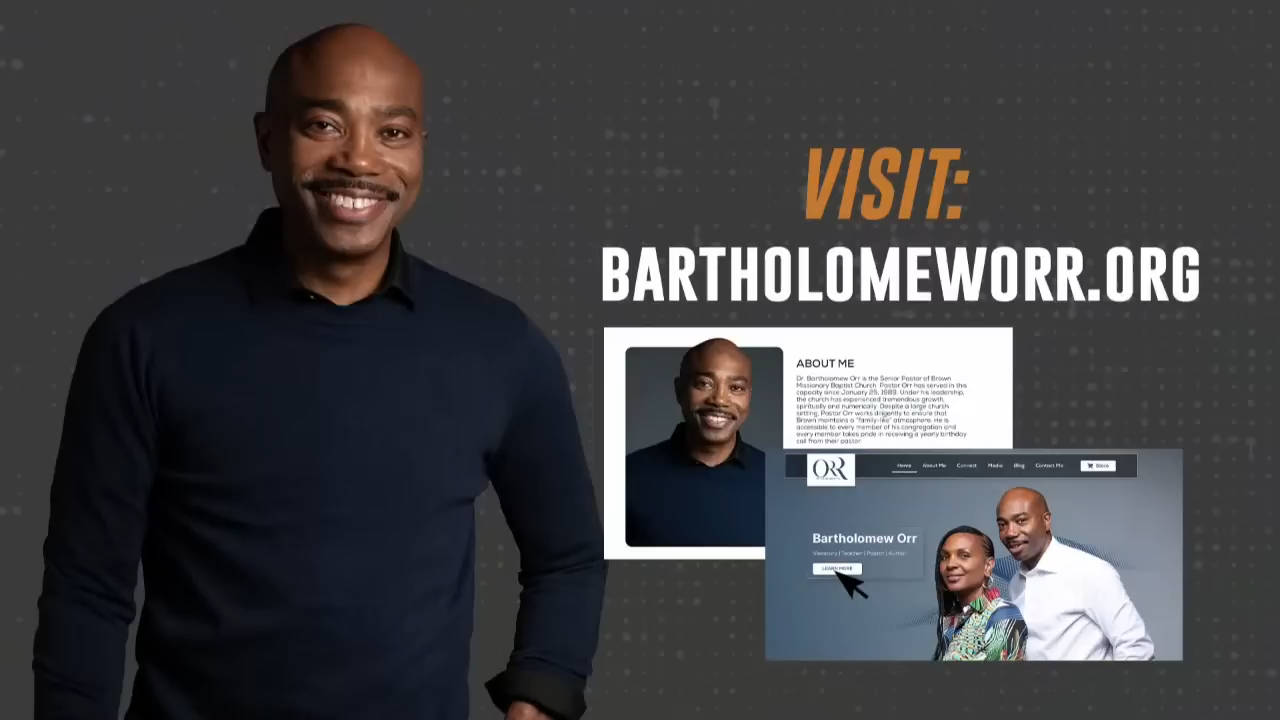 VISIT:
BARTHOLOMEWORR.ORG
ABOUT ME
Dr. Bartholomew Orr is the Senior Pastor of Brown
Missionary Baptist Church. Pastor Orr has served in this
capacity since January 25, 1989. Under his leadership,
the church has experienced tremendous growth,
spiritually and numerically. Despite a large church
setting, Pastor Orr works diligently to ensure that
Brown maintains a "family-like" atmosphere. He is
accessible to every member of his congregation and
every member takes pride in receiving a yearly birthday
call from their pastor.
ORR
Home About Me Connect Media Blog Contact Me Store
Bartholomew Orr
Visionary | Teacher | Pastor | Author
LEARN MORE